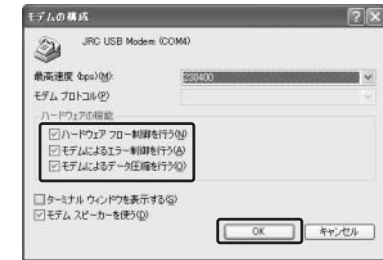 モデムの構成
JRC USB Modem (COM4)
最高速度 (bps)(M):
230400
モデム プロトコル(P)
ハードウェアの機能
ハードウェア フロー制御を行う(W)
モデムによるエラー制御を行う(A)
モデムによるデータ圧縮を行う(Q)
ターミナル ウィンドウを表示する(S)
モデム スピーカーを使う(D)
OK
キャンセル